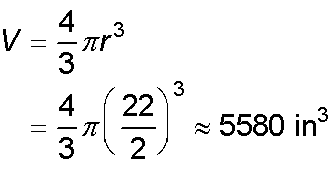 V = 4/3 πr³
= 4/3 π(22/2)³ ≈ 5580 in³